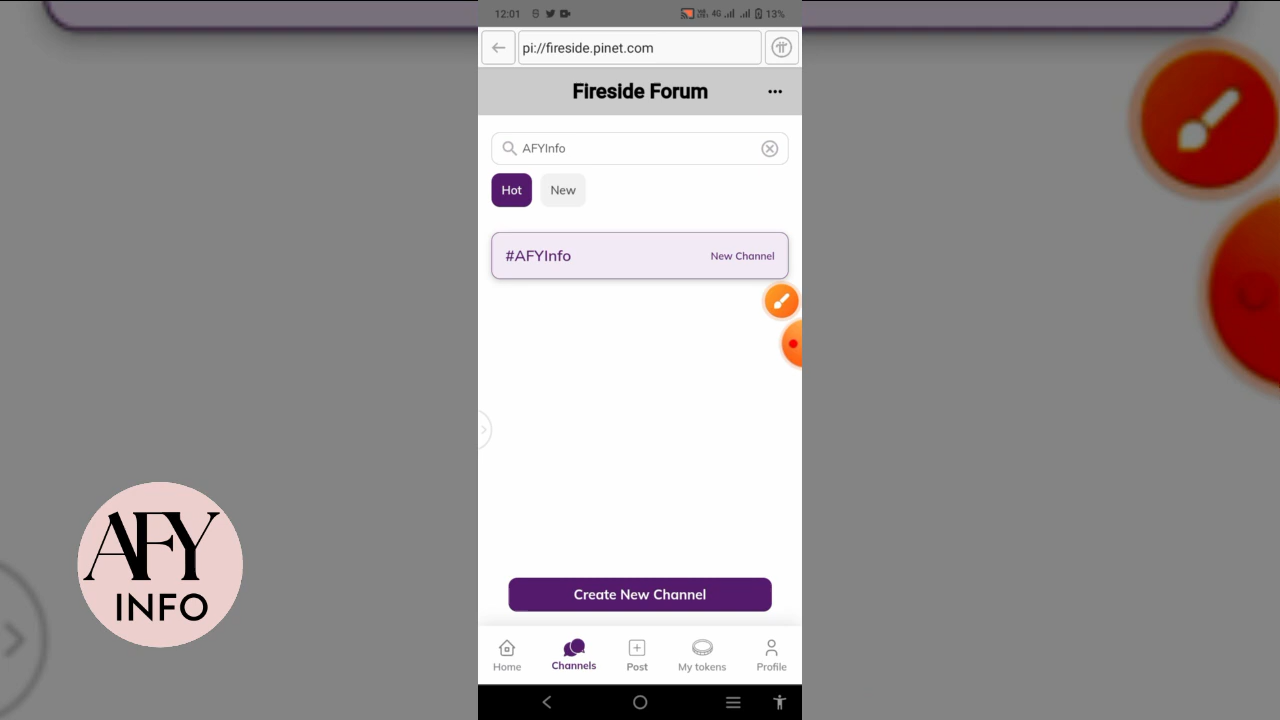 12:01
4G
13%
pi://fireside.pinet.com
Fireside Forum
AFYInfo
Hot
New
#AFYInfo
New Channel
Create New Channel
Home
Channels
Post
My tokens
Profile
AFY
INFO